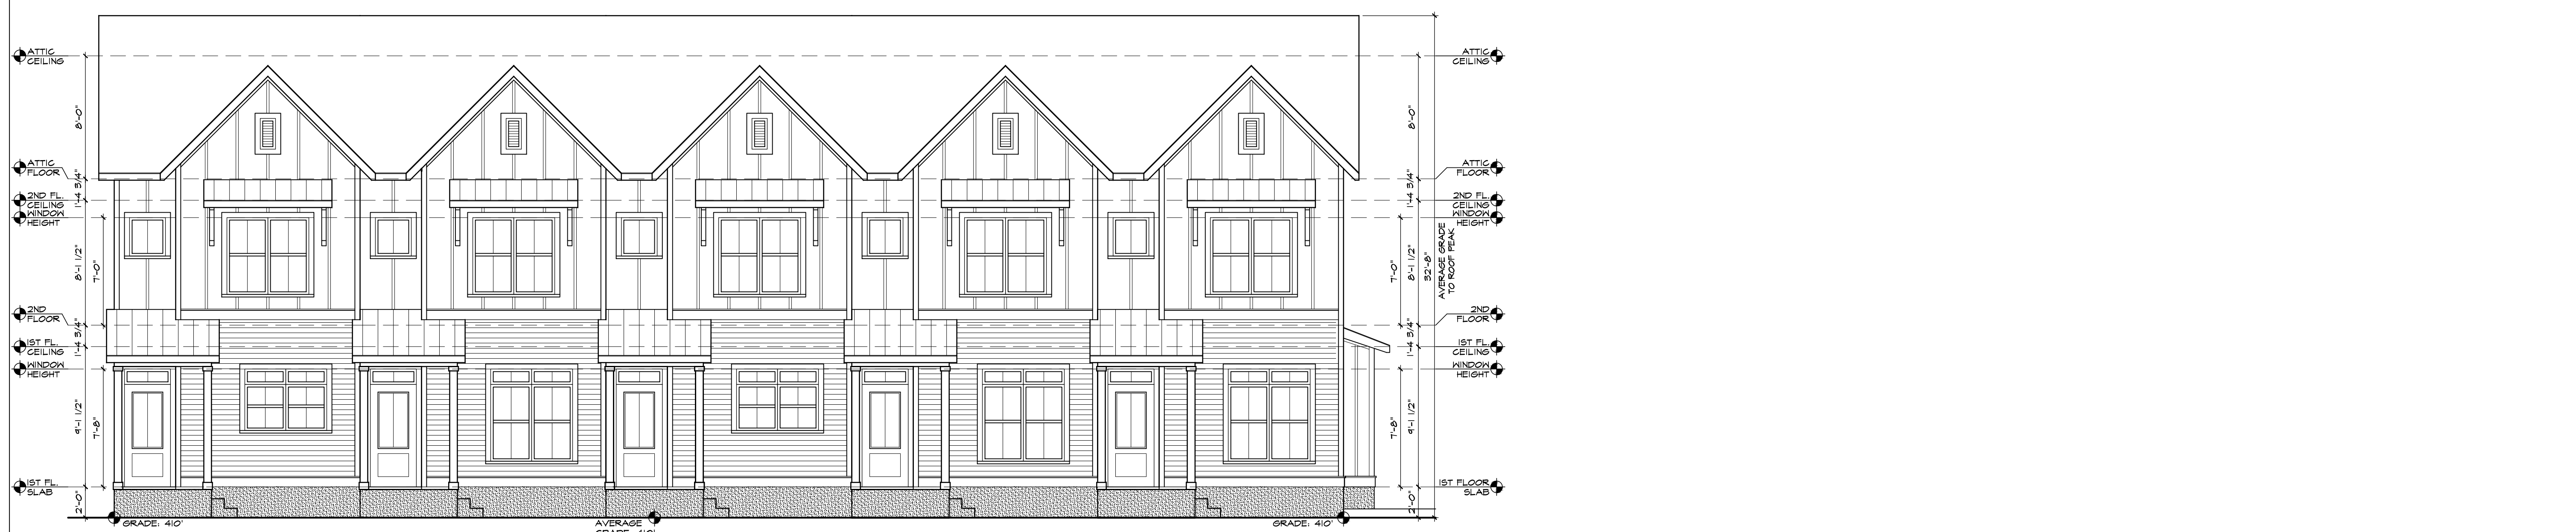 ATTIC
CEILING
8'-0"
ATTIC
FLOOR
1'-4 3/4"
2ND FL.
CEILING
WINDOW
HEIGHT
8'-1 1/2"
7'-0"
2ND
FLOOR
1'-4 3/4"
1ST FL.
CEILING
WINDOW
HEIGHT
9'-1 1/2"
7'-8"
1ST FL.
SLAB
2'-0"
GRADE: 410'
AVERAGE
GRADE: 410'
GRADE: 410'
ATTIC
CEILING
8'-0"
ATTIC
FLOOR
1'-4 3/4"
2ND FL.
CEILING
WINDOW
HEIGHT
7'-0"
8'-1 1/2"
32'-8"
AVERAGE GRADE
TO ROOF PEAK
2ND
FLOOR
1'-4 3/4"
1ST FL.
CEILING
WINDOW
HEIGHT
7'-8"
9'-1 1/2"
1ST FLOOR
SLAB
2'-0"